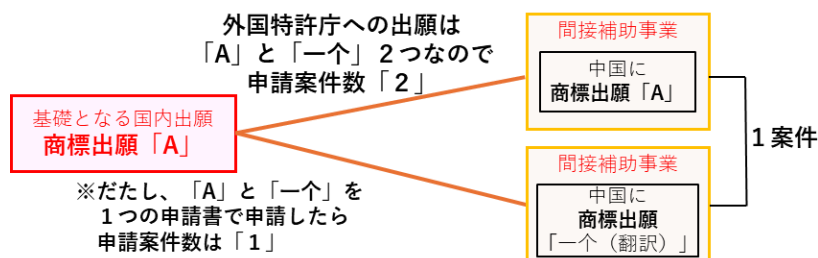 外国特許庁への出願は
「A」と「一个」２つなので
申請案件数「２」
基礎となる国内出願
商標出願「A」
※だたし、「A」と「一个」を
１つの申請書で申請したら
申請案件数は「１」
間接補助事業
中国に
商標出願「A」
間接補助事業
中国に
商標出願
「一个（翻訳）」
１案件